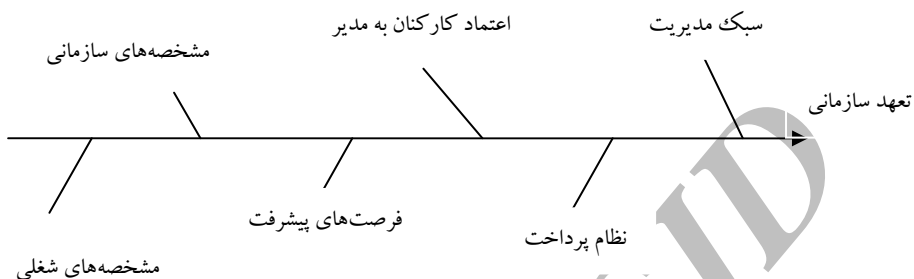 سبک مدیریت
اعتماد کارکنان به مدیر
مشخصه‌های سازمانی
تعهد سازمانی
نظام پرداخت
فرصت‌های پیشرفت
مشخصه‌های شغلی